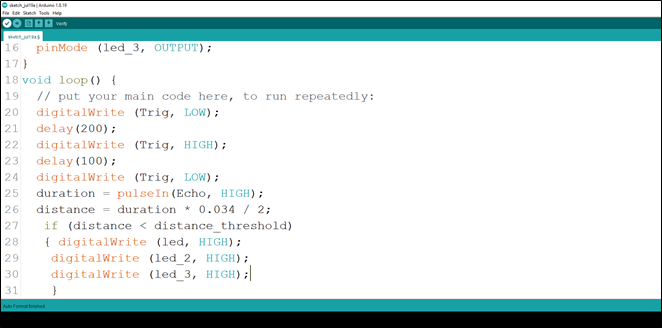 sketch_jul19a | Arduino 1.8.19
File Edit Sketch Tools Help
Verify
sketch_jul19a §
16 pinMode (led_3, OUTPUT);
17 }
18 void loop() {
19 // put your main code here, to run repeatedly:
20 digitalWrite (Trig, LOW);
21 delay(200);
22 digitalWrite (Trig, HIGH);
23 delay(100);
24 digitalWrite (Trig, LOW);
25 duration = pulseIn(Echo, HIGH);
26 distance = duration * 0.034 / 2;
27 if (distance < distance_threshold)
28 { digitalWrite (led, HIGH);
29 digitalWrite (led_2, HIGH);
30 digitalWrite (led_3, HIGH);
31 }
Auto Format finished.